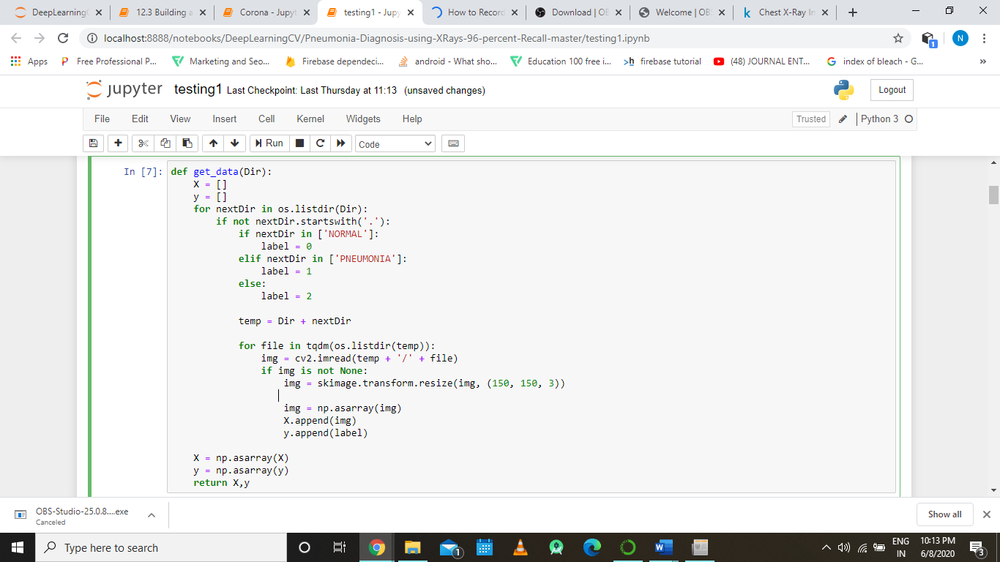 DeepLearningC
12.3 Building a
Corona - Jupyt
testing1 - Jupy
How to Record
Download | OB
Welcome | OBS
Chest X-Ray Im
localhost:8888/notebooks/DeepLearningCV/Pneumonia-Diagnosis-using-XRays-96-percent-Recall-master/testing1.ipynb
1
N
Apps
Free Professional P...
Marketing and Seo...
Firebase dependeci...
android - What sho...
Education 100 free i...
>h firebase tutorial
(48) JOURNAL ENT...
index of bleach - G...
»
jupyter testing1 Last Checkpoint: Last Thursday at 11:13 (unsaved changes)
Logout
File Edit View Insert Cell Kernel Widgets Help
Trusted
Python 3
Run
Code
In [7]: def get_data(Dir):
    X = []
    y = []
    for nextDir in os.listdir(Dir):
        if not nextDir.startswith('.'):
            if nextDir in ['NORMAL']:
                label = 0
            elif nextDir in ['PNEUMONIA']:
                label = 1
            else:
                label = 2
            temp = Dir + nextDir
            for file in tqdm(os.listdir(temp)):
                img = cv2.imread(temp + '/' + file)
                if img is not None:
                    img = skimage.transform.resize(img, (150, 150, 3))
                    img = np.asarray(img)
                    X.append(img)
                    y.append(label)
    X = np.asarray(X)
    y = np.asarray(y)
    return X,y
OBS-Studio-25.0.8....exe
Canceled
Show all
Type here to search
1
ENG
IN
10:13 PM
6/8/2020
3